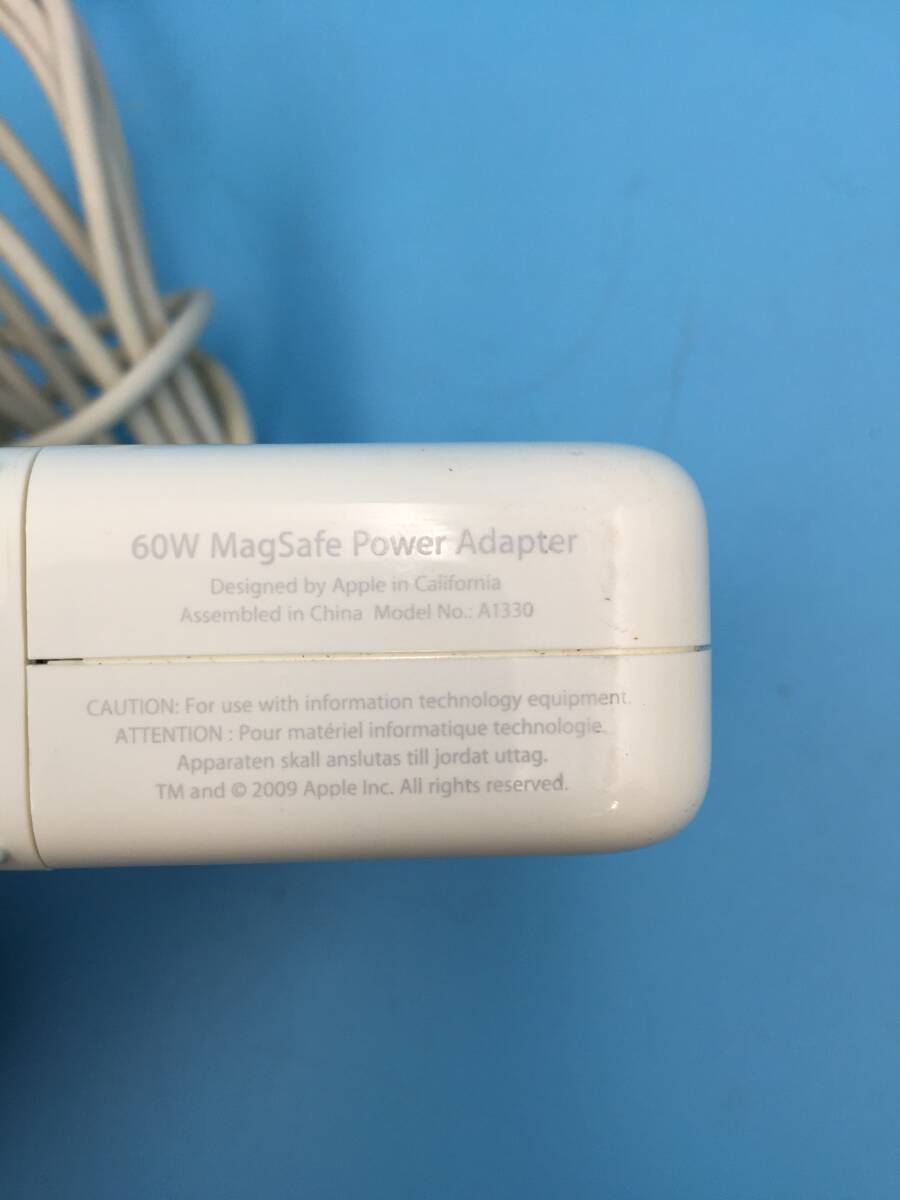 60W MagSafe Power Adapter
Designed by Apple in California
Assembled in China Model No.: A1330
CAUTION: For use with information technology equipment.
ATTENTION : Pour matériel informatique technologie.
Apparaten skall anslutas till jordat uttag.
TM and © 2009 Apple Inc. All rights reserved.